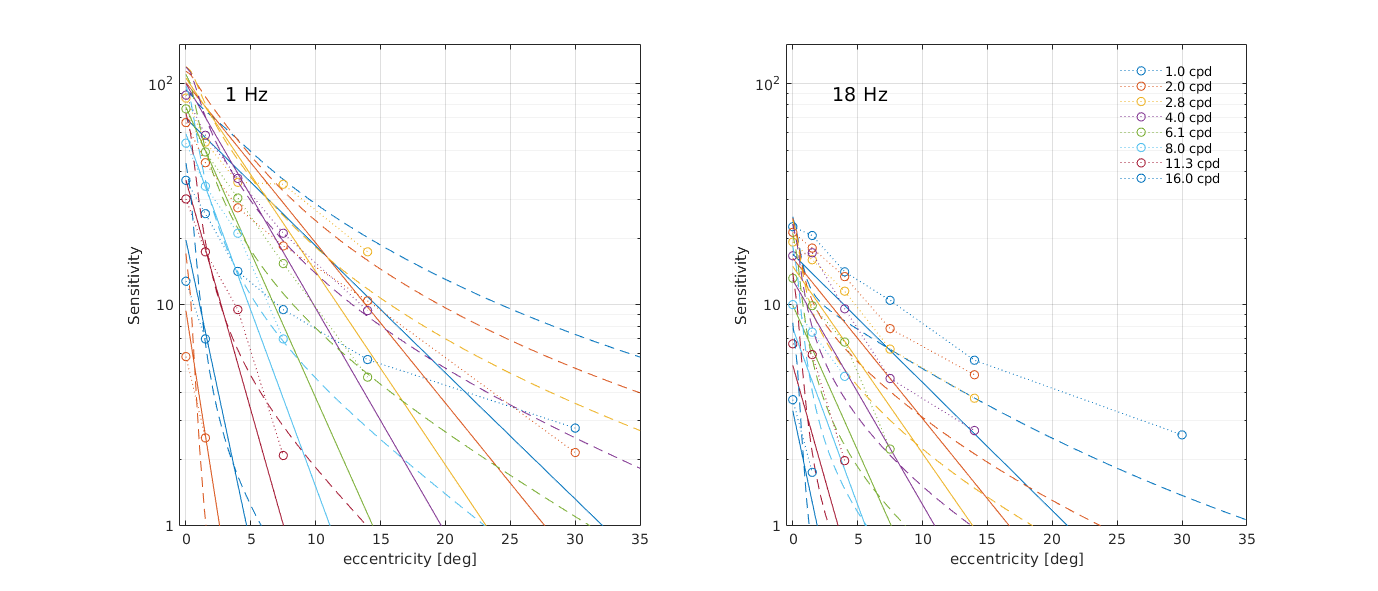 1 Hz
10²
10
1
Sensitivity
0 5 10 15 20 25 30 35
eccentricity [deg]
18 Hz
1.0 cpd
2.0 cpd
2.8 cpd
4.0 cpd
6.1 cpd
8.0 cpd
11.3 cpd
16.0 cpd
10²
10
1
Sensitivity
0 5 10 15 20 25 30 35
eccentricity [deg]